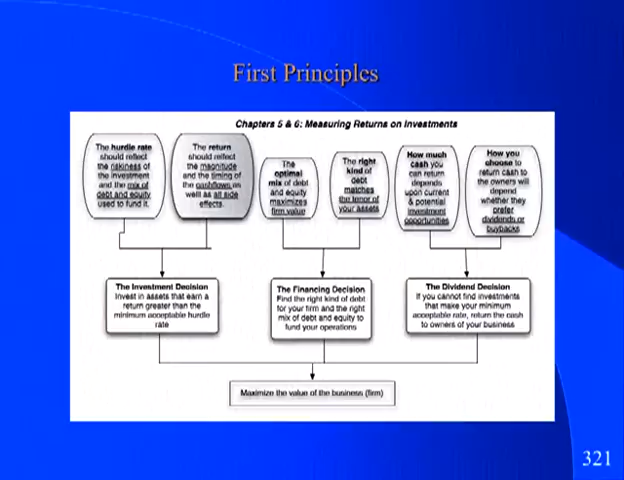 First Principles
Chapters 5 & 6: Measuring Returns on Investments
The hurdle rate
should reflect
the riskiness of
the investment
and the mix of
debt and equity
used to fund it.
The return
should reflect
the magnitude
and the timing of
the cashflows as
well as all side
effects.
The
optimal
mix of debt
and equity
maximizes
firm value
The right
kind of
debt
matches
the tenor of
your assets
How much
cash you
can return
depends
upon current
& potential
investment
opportunities
How you
choose to
return cash to
the owners will
depend
whether they
prefer
dividends or
buybacks
The Investment Decision
Invest in assets that earn a
return greater than the
minimum acceptable hurdle
rate
The Financing Decision
Find the right kind of debt
for your firm and the right
mix of debt and equity to
fund your operations
The Dividend Decision
If you cannot find investments
that make your minimum
acceptable rate, return the cash
to owners of your business
Maximize the value of the business (firm)
321